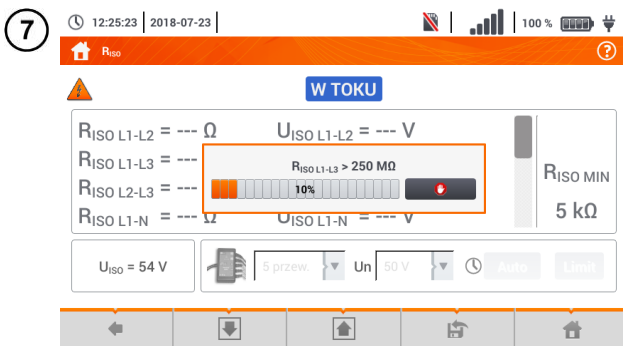 7
12:25:23 2018-07-23 100 %
RISO ?
W TOKU
RISO L1-L2 = --- Ω UISO L1-L2 = --- V
RISO L1-L3 = ---
RISO L1-L3 > 250 MΩ
RISO MIN
RISO L2-L3 = ---
10%
RISO L1-N = --- Ω UISO L1-N = --- V
5 kΩ
UISO = 54 V 5 przew. Un 50 V Auto Limit